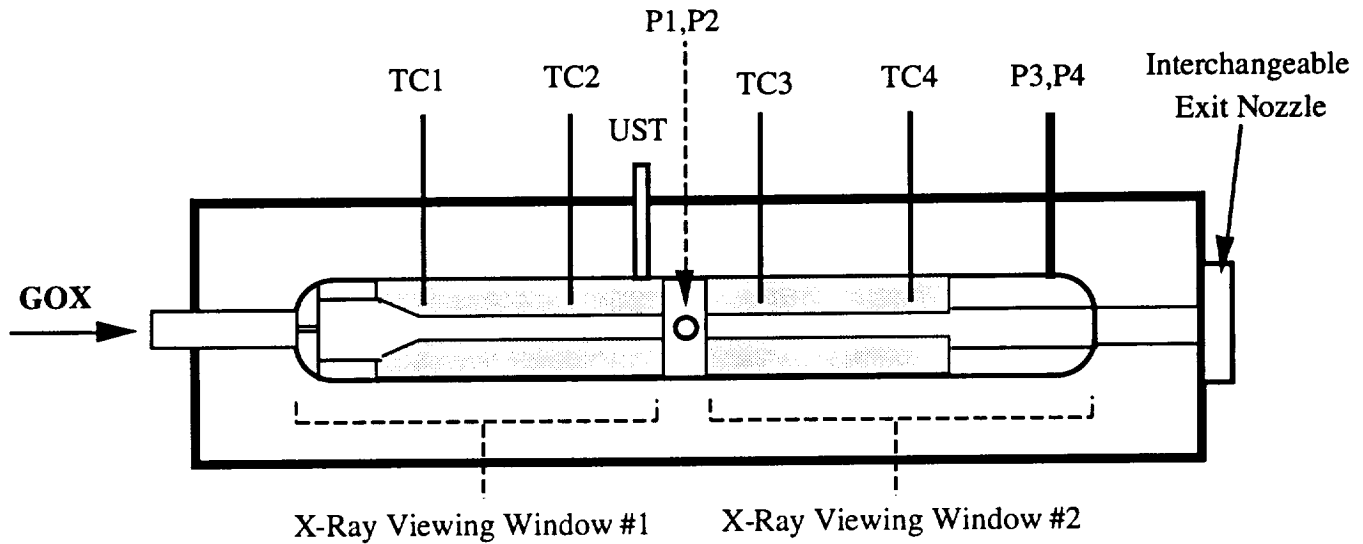 P1,P2
TC1
TC2
UST
TC3
TC4
P3,P4
Interchangeable
Exit Nozzle
GOX
X-Ray Viewing Window #1
X-Ray Viewing Window #2